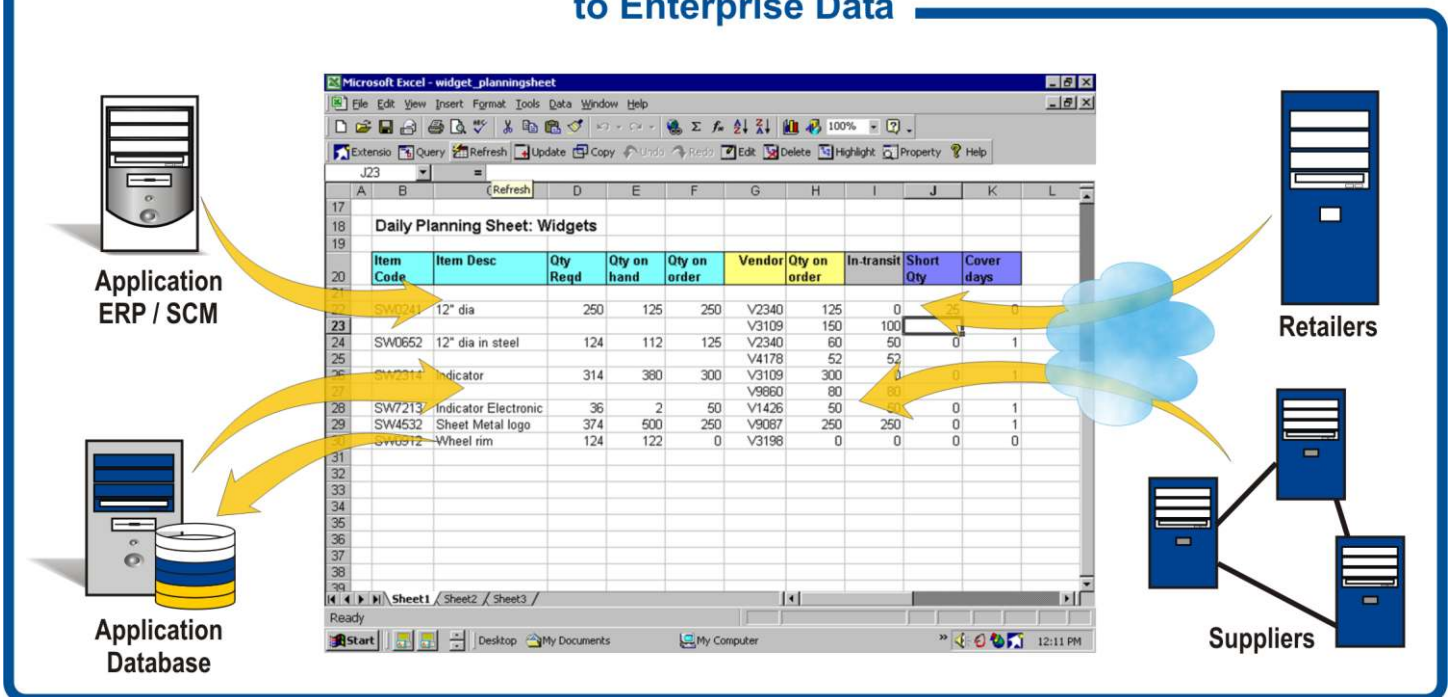 to Enterprise Data
Microsoft Excel - widget_planningsheet
File Edit View Insert Format Tools Data Window Help
100%
Extensio Query Refresh Update Copy Undo Redo Edit Delete Highlight Property Help
J23 =
Refresh
A B D E F G H I J K L
17
18 Daily Planning Sheet: Widgets
19
20 Item Code Item Desc Qty Reqd Qty on hand Qty on order Vendor Qty on order In-transit Short Qty Cover days
21
22 SW0241 12" dia 250 125 250 V2340 125 0 25 0
23 V3109 150 100
24 SW0652 12" dia in steel 124 112 125 V2340 60 50 0 1
25 V4178 52 52
26 SW2314 Indicator 314 380 300 V3109 300 0 0 1
27 V9860 80 80
28 SW7213 Indicator Electronic 36 2 50 V1426 50 50 0 1
29 SW4532 Sheet Metal logo 374 500 250 V9087 250 250 0 1
30 SW0912 Wheel rim 124 122 0 V3198 0 0 0 0
31
32
33
34
35
36
37
38
39
Sheet1 Sheet2 Sheet3
Ready
Start Desktop My Documents My Computer » 12:11 PM
Application
ERP / SCM
Retailers
Application
Database
Suppliers